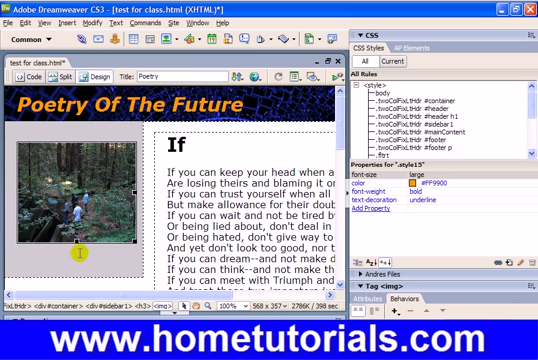 Adobe Dreamweaver CS3 - [test for class.html (XHTML)]
File Edit View Insert Modify Text Commands Site Window Help
Common
test for class.html*
Code Split Design Title: Poetry
Poetry Of The Future
If
If you can keep your head when a
Are losing theirs and blaming it or
If you can trust yourself when all
But make allowance for their doub
If you can wait and not be tired b
Or being lied about, don't deal in
Or being hated, don't give way to
And yet don't look too good, nor t
If you can dream--and not make d
If you can think--and not make th
If you can meet with Triumph and
100% 568 x 357 2786K / 398 sec
<div#container> <div#sidebar1> <h3> <img>
CSS
CSS Styles AP Elements
All Current
All Rules
<style>
body
.twoColFixLtHdr #container
.twoColFixLtHdr #header
.twoColFixLtHdr #header h1
.twoColFixLtHdr #sidebar1
.twoColFixLtHdr #mainContent
.twoColFixLtHdr #footer
.twoColFixLtHdr #footer p
.fltrt
Properties for ".style15"
font-size large
color #FF9900
font-weight bold
text-decoration underline
Add Property
Andres Files
Tag <img>
Attributes Behaviors
www.hometutorials.com